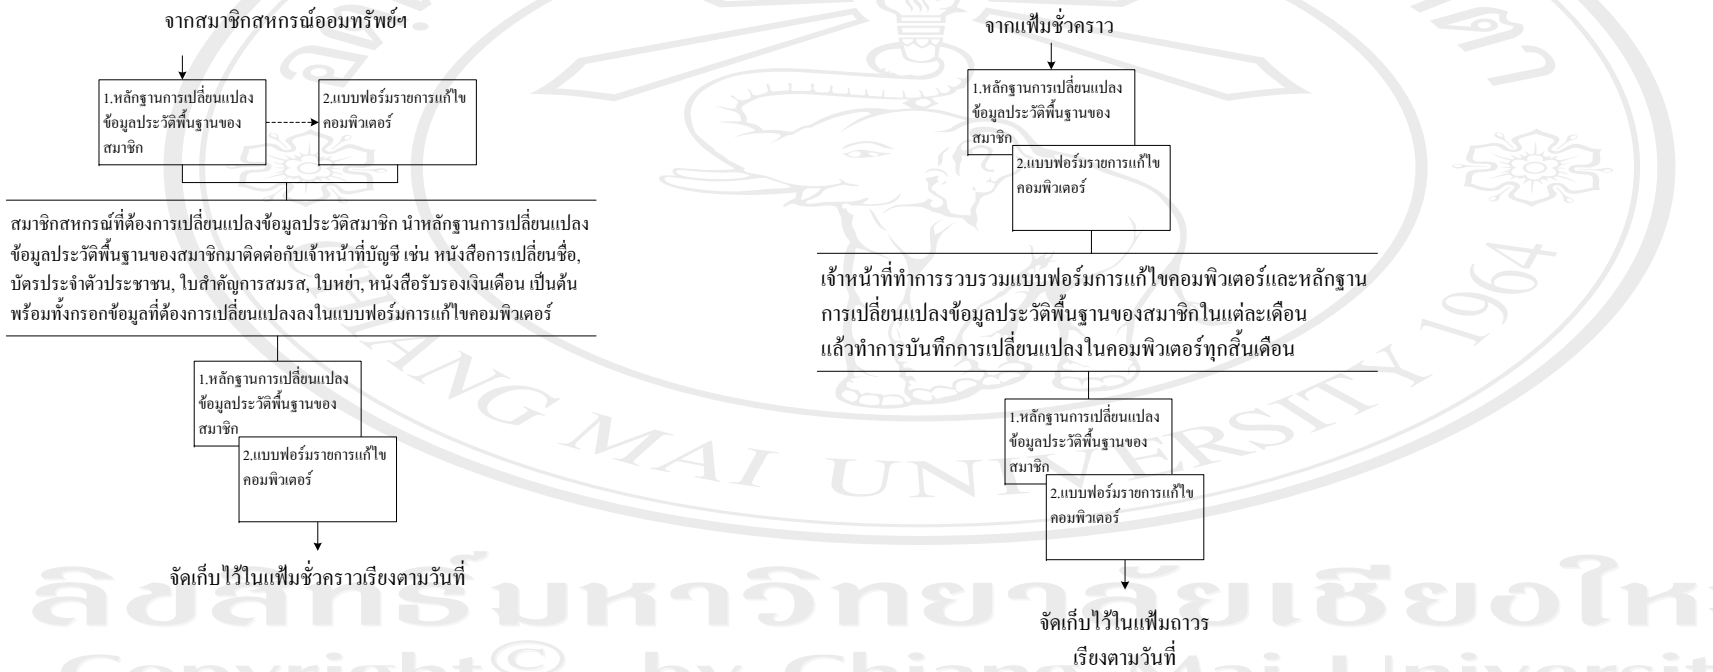 จากสมาชิกสหกรณ์ออมทรัพย์ฯ
1.หลักฐานการเปลี่ยนแปลง
ข้อมูลประวัติพื้นฐานของ
สมาชิก
2.แบบฟอร์มรายการแก้ไข
คอมพิวเตอร์
สมาชิกสหกรณ์ที่ต้องการเปลี่ยนแปลงข้อมูลประวัติสมาชิก นำหลักฐานการเปลี่ยนแปลง
ข้อมูลประวัติพื้นฐานของสมาชิกมาติดต่อกับเจ้าหน้าที่บัญชี เช่น หนังสือการเปลี่ยนชื่อ,
บัตรประจำตัวประชาชน, ใบสำคัญการสมรส, ใบหย่า, หนังสือรับรองเงินเดือน เป็นต้น
พร้อมทั้งกรอกข้อมูลที่ต้องการเปลี่ยนแปลงลงในแบบฟอร์มการแก้ไขคอมพิวเตอร์
1.หลักฐานการเปลี่ยนแปลง
ข้อมูลประวัติพื้นฐานของ
สมาชิก
2.แบบฟอร์มรายการแก้ไข
คอมพิวเตอร์
จัดเก็บไว้ในแฟ้มชั่วคราวเรียงตามวันที่
จากแฟ้มชั่วคราว
1.หลักฐานการเปลี่ยนแปลง
ข้อมูลประวัติพื้นฐานของ
สมาชิก
2.แบบฟอร์มรายการแก้ไข
คอมพิวเตอร์
เจ้าหน้าที่ทำการรวบรวมแบบฟอร์มการแก้ไขคอมพิวเตอร์และหลักฐาน
การเปลี่ยนแปลงข้อมูลประวัติพื้นฐานของสมาชิกในแต่ละเดือน
แล้วทำการบันทึกการเปลี่ยนแปลงในคอมพิวเตอร์ทุกสิ้นเดือน
1.หลักฐานการเปลี่ยนแปลง
ข้อมูลประวัติพื้นฐานของ
สมาชิก
2.แบบฟอร์มรายการแก้ไข
คอมพิวเตอร์
จัดเก็บไว้ในแฟ้มถาวร
เรียงตามวันที่
CHIANG MAI UNIVERSITY 1964
ลิขสิทธิ์มหาวิทยาลัยเชียงให
Copyright© by Chiang Mai Universit